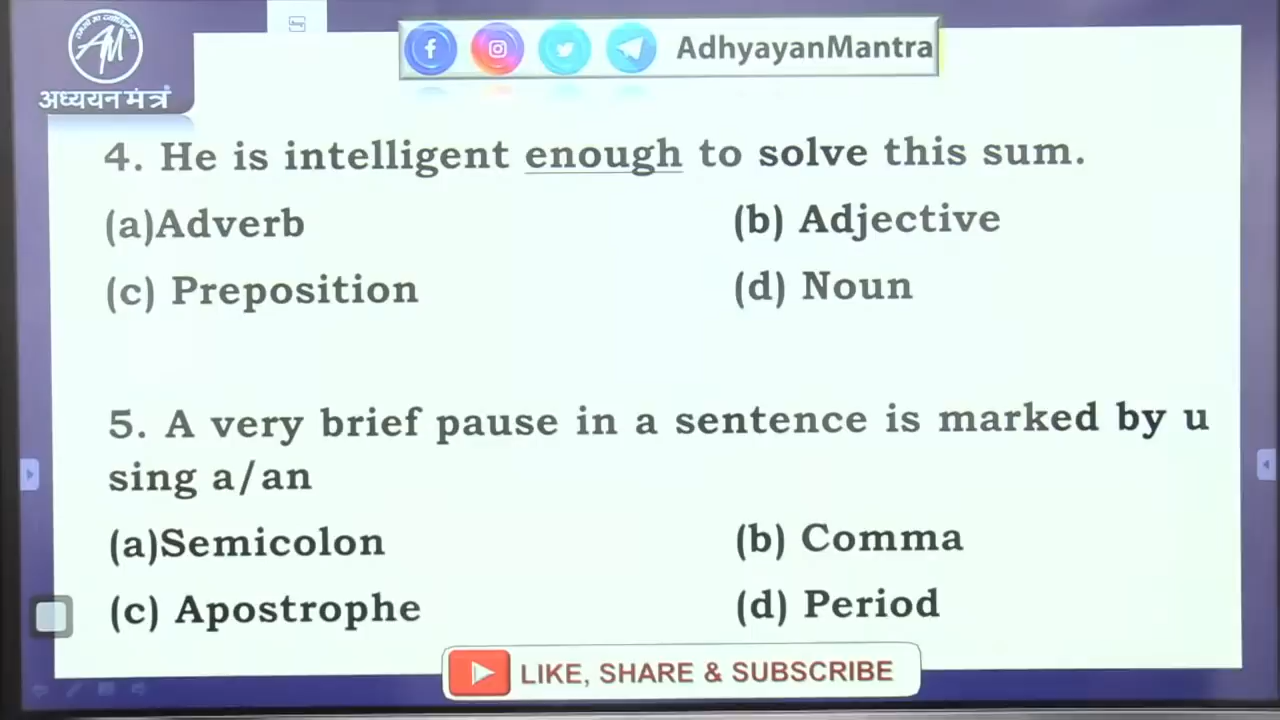 अध्ययन मंत्रं
AdhyayanMantra
4. He is intelligent enough to solve this sum.
(a)Adverb (b) Adjective
(c) Preposition (d) Noun
5. A very brief pause in a sentence is marked by u
sing a/an
(a)Semicolon (b) Comma
(c) Apostrophe (d) Period
LIKE, SHARE & SUBSCRIBE